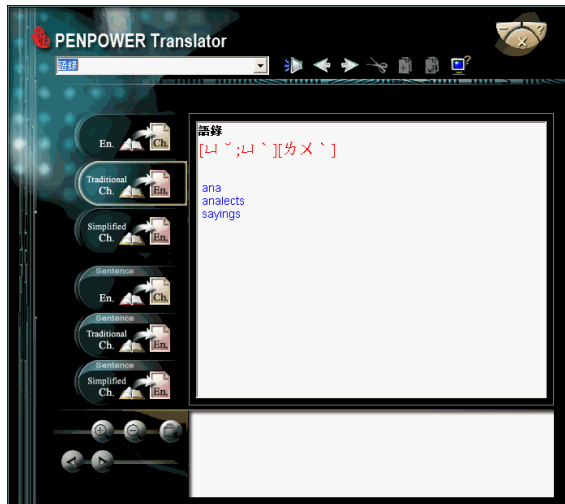 PENPOWER Translator
語錄
En. Ch.
Traditional
Ch. En.
Simplified
Ch. En.
Sentence
En. Ch.
Sentence
Traditional
Ch. En.
Sentence
Simplified
Ch. En.
語錄
[ㄩˇ;ㄩˋ][ㄌㄨˋ]
ana
analects
sayings